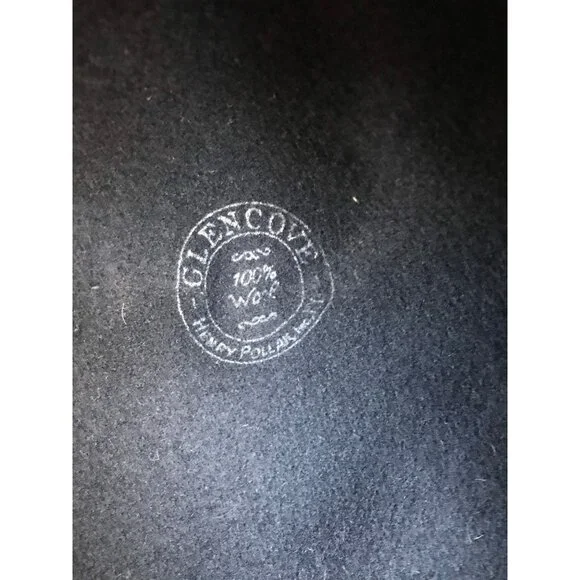 GLENCOVE
100%
Wool
HENRY POLLAK, INC. N.Y.